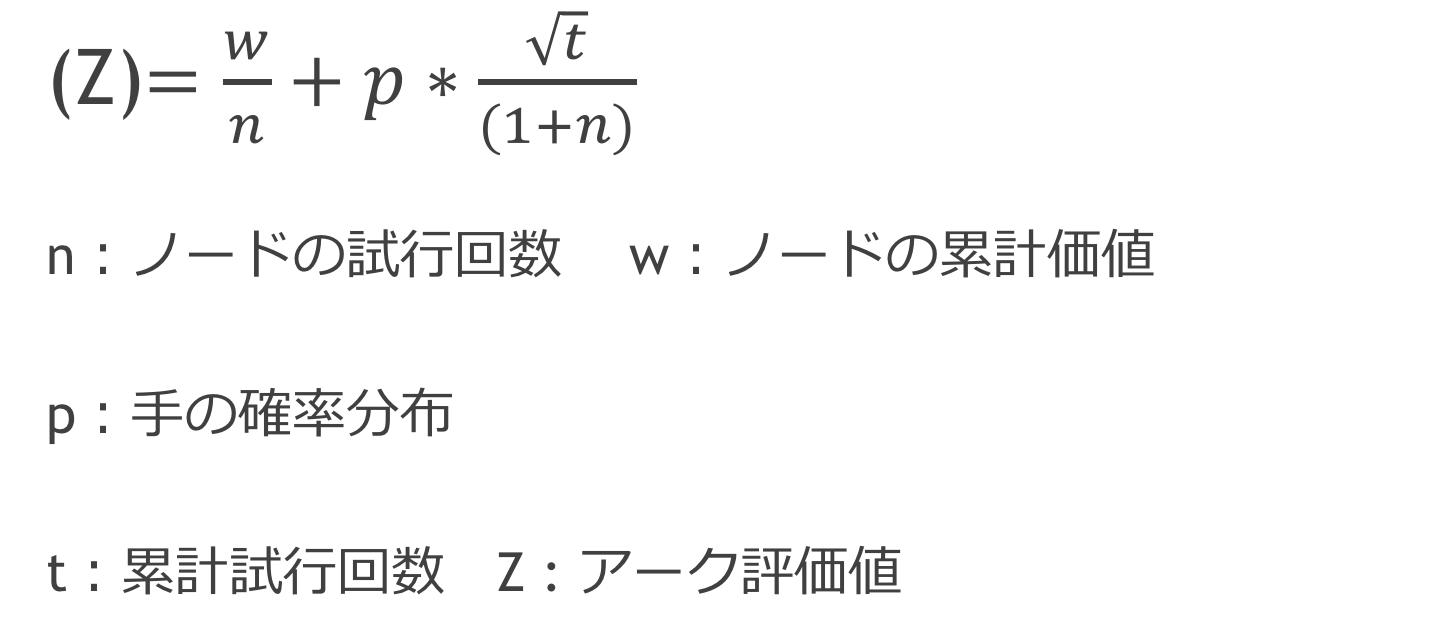 (Z)= w/n + p * √t/(1+n)
n：ノードの試行回数　w：ノードの累計価値
p：手の確率分布
t：累計試行回数　Z：アーク評価値